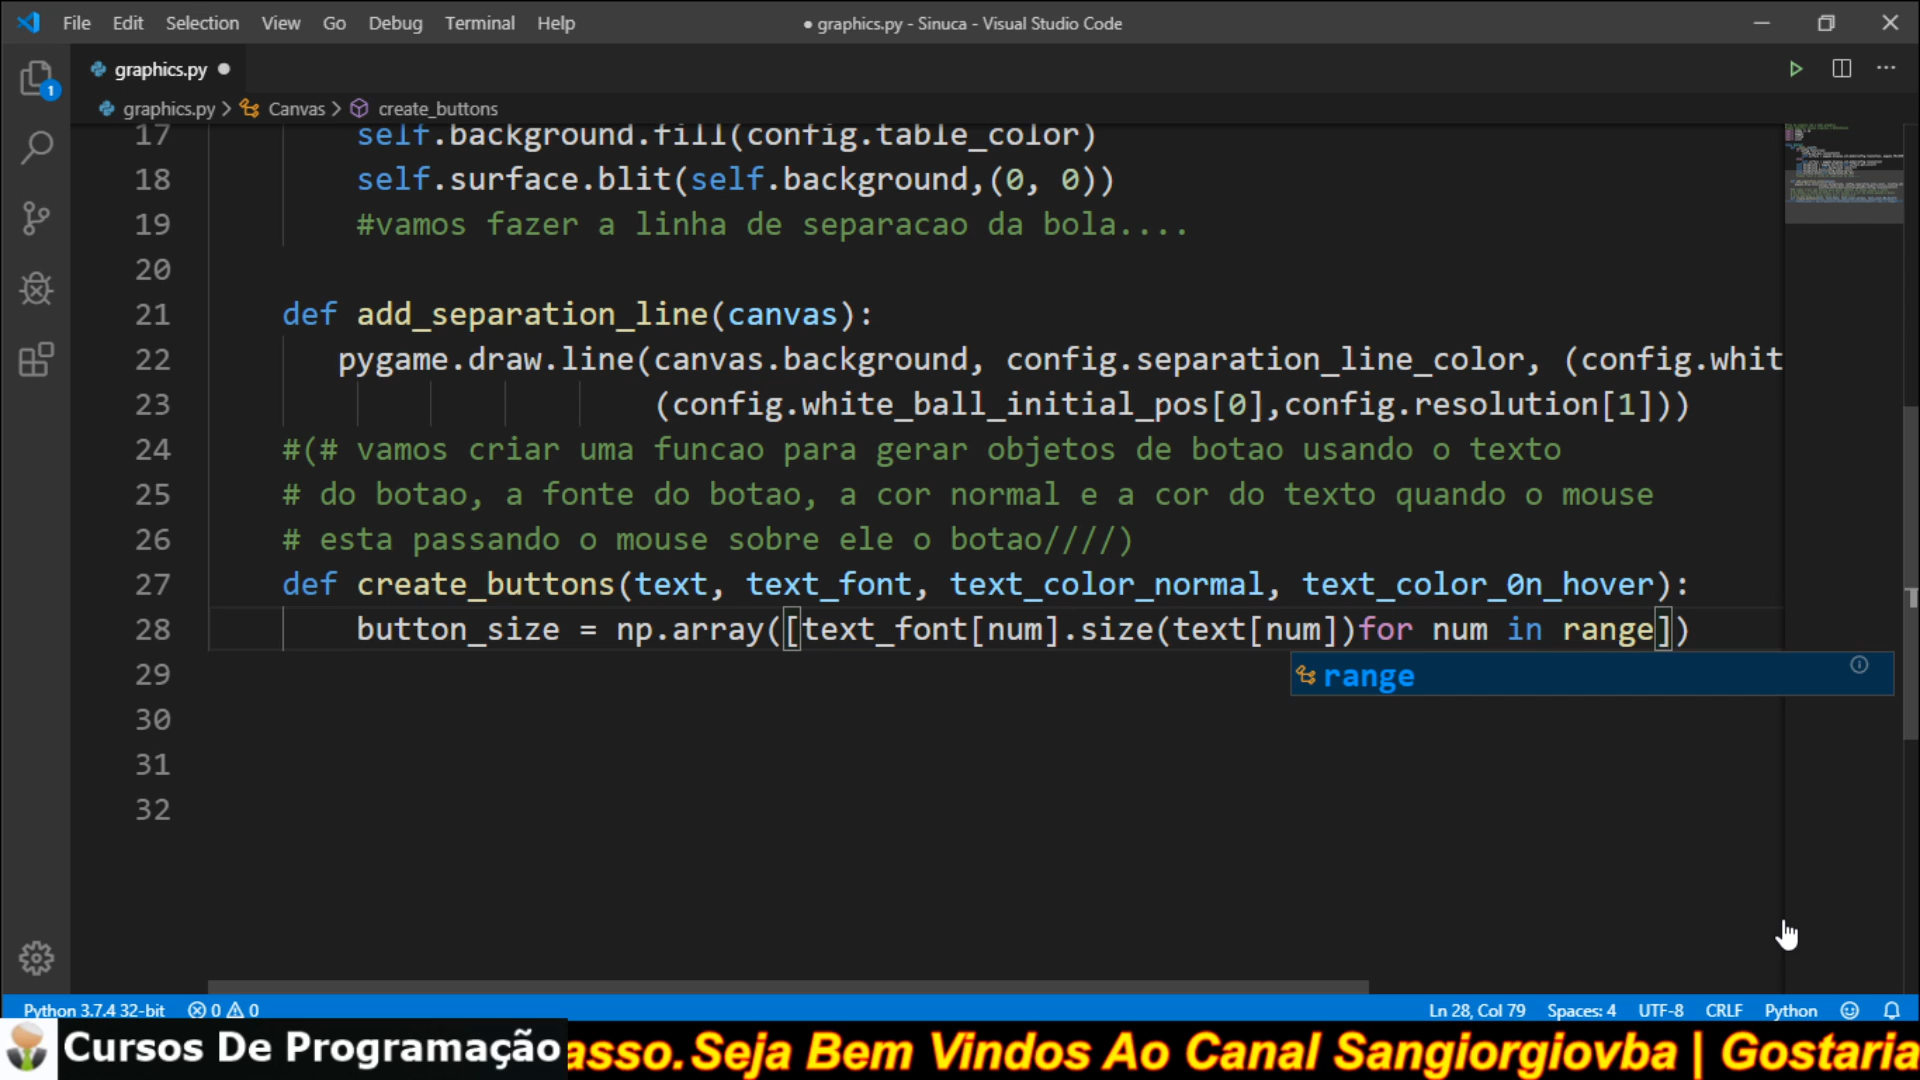 File Edit Selection View Go Debug Terminal Help
● graphics.py - Sinuca - Visual Studio Code
graphics.py ●
graphics.py > Canvas > create_buttons
1
17 self.background.fill(config.table_color)
18 self.surface.blit(self.background,(0, 0))
19 #vamos fazer a linha de separacao da bola....
20
21 def add_separation_line(canvas):
22 pygame.draw.line(canvas.background, config.separation_line_color, (config.whit
23 (config.white_ball_initial_pos[0],config.resolution[1]))
24 #(# vamos criar uma funcao para gerar objetos de botao usando o texto
25 # do botao, a fonte do botao, a cor normal e a cor do texto quando o mouse
26 # esta passando o mouse sobre ele o botao////)
27 def create_buttons(text, text_font, text_color_normal, text_color_0n_hover):
28 button_size = np.array([text_font[num].size(text[num])for num in range])
range
29
30
31
32
Python 3.7.4 32-bit 0 0 Ln 28, Col 79 Spaces: 4 UTF-8 CRLF Python
Cursos De Programação asso. Seja Bem Vindos Ao Canal Sangiorgiovba | Gostaria